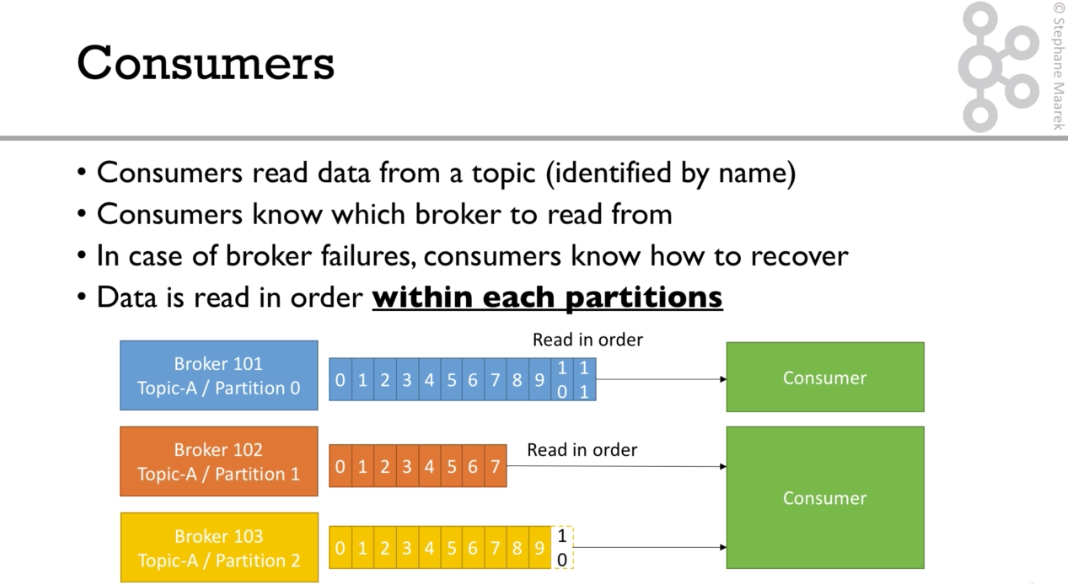 Consumers
© Stephane Maarek
• Consumers read data from a topic (identified by name)
• Consumers know which broker to read from
• In case of broker failures, consumers know how to recover
• Data is read in order within each partitions
Read in order
Broker 101
Topic-A / Partition 0
0 1 2 3 4 5 6 7 8 9 10 11
Consumer
Broker 102
Topic-A / Partition 1
0 1 2 3 4 5 6 7
Read in order
Consumer
Broker 103
Topic-A / Partition 2
0 1 2 3 4 5 6 7 8 9 10